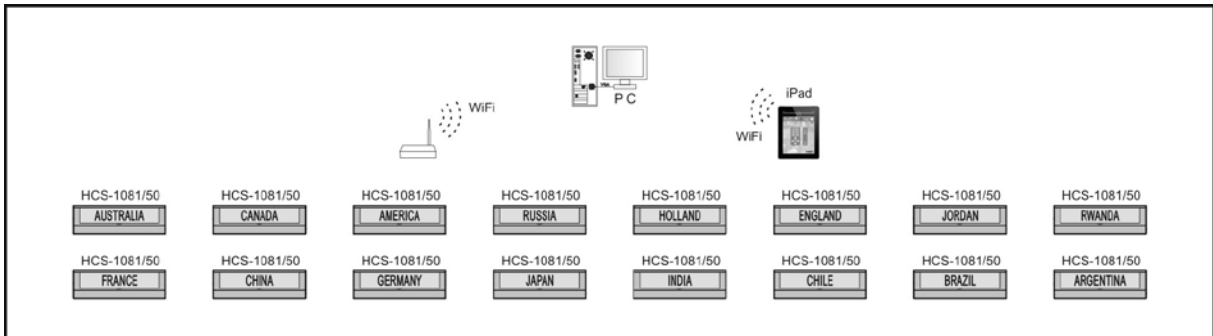 PC
VGA
WiFi
iPad
WiFi
HCS-1081/50 HCS-1081/50 HCS-1081/50 HCS-1081/50 HCS-1081/50 HCS-1081/50 HCS-1081/50 HCS-1081/50
AUSTRALIA CANADA AMERICA RUSSIA HOLLAND ENGLAND JORDAN RWANDA
HCS-1081/50 HCS-1081/50 HCS-1081/50 HCS-1081/50 HCS-1081/50 HCS-1081/50 HCS-1081/50 HCS-1081/50
FRANCE CHINA GERMANY JAPAN INDIA CHILE BRAZIL ARGENTINA